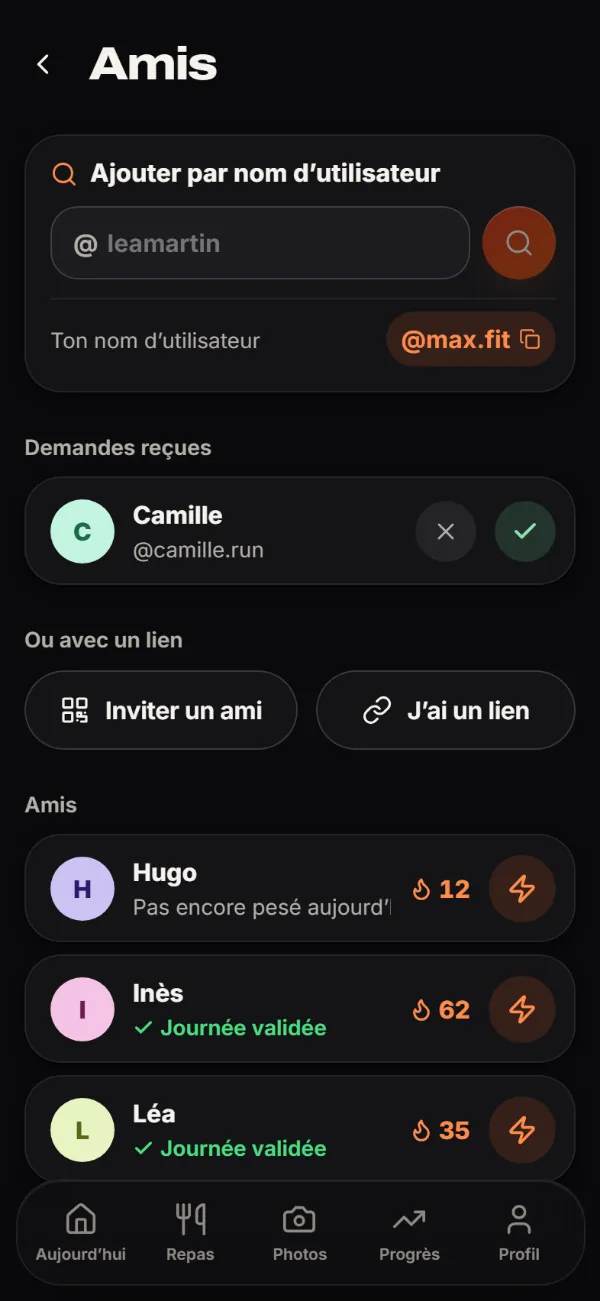 Amis
Ajouter par nom d’utilisateur
@ leamartin
Ton nom d’utilisateur
@max.fit
Demandes reçues
C
Camille
@camille.run
Ou avec un lien
Inviter un ami
J’ai un lien
Amis
H
Hugo
Pas encore pesé aujourd’
12
I
Inès
Journée validée
62
L
Léa
Journée validée
35
Aujourd’hui
Repas
Photos
Progrès
Profil